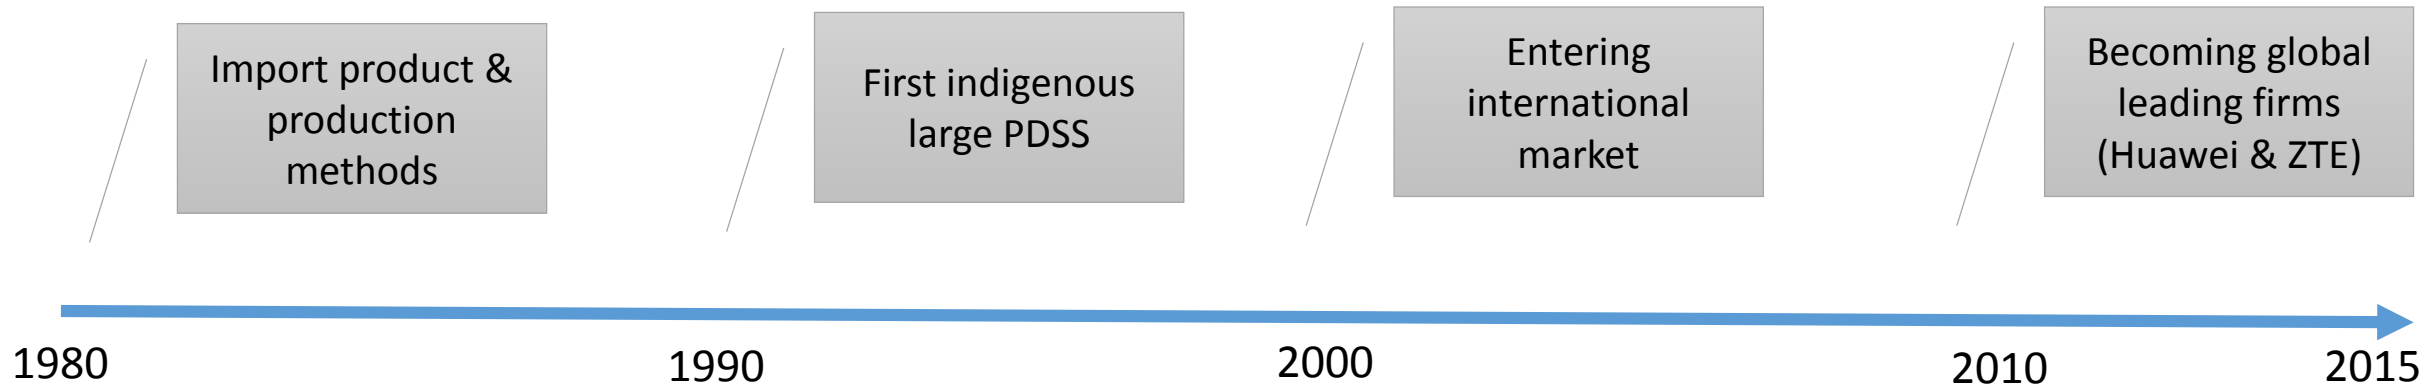 Import product &
production
methods
First indigenous
large PDSS
Entering
international
market
Becoming global
leading firms
(Huawei & ZTE)
1980
1990
2000
2010
2015